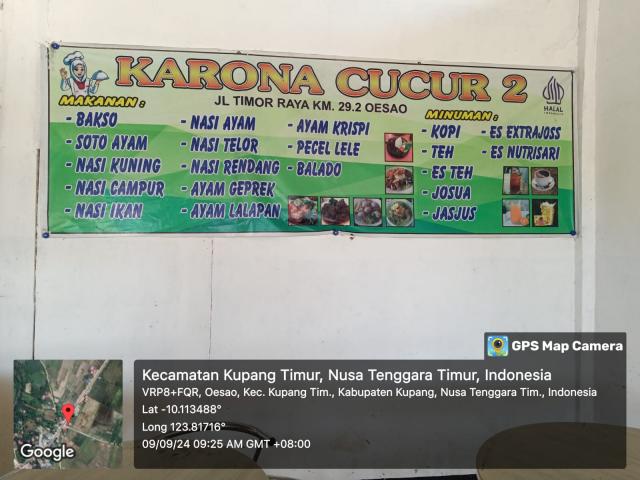 KARONA CUCUR 2
JL TIMOR RAYA KM. 29.2 OESAO
HALAL
INDONESIA
MAKANAN :
- BAKSO
- SOTO AYAM
- NASI KUNING
- NASI CAMPUR
- NASI IKAN
- NASI AYAM
- NASI TELOR
- NASI RENDANG
- AYAM GEPREK
- AYAM LALAPAN
- AYAM KRISPI
- PECEL LELE
- BALADO
MINUMAN :
- KOPI
- TEH
- ES TEH
- JOSUA
- JASJUS
- ES EXTRAJOSS
- ES NUTRISARI
GPS Map Camera
Google
Kecamatan Kupang Timur, Nusa Tenggara Timur, Indonesia
VRP8+FQR, Oesao, Kec. Kupang Tim., Kabupaten Kupang, Nusa Tenggara Tim., Indonesia
Lat -10.113488°
Long 123.81716°
09/09/24 09:25 AM GMT +08:00